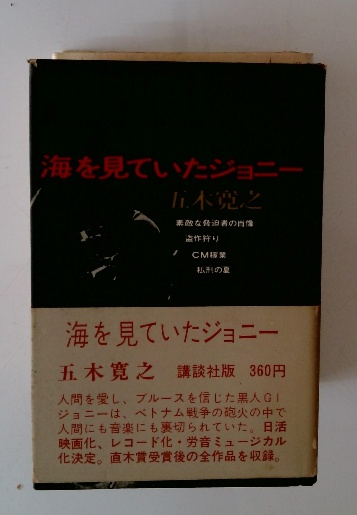 海を見ていたジョニー
五木寛之
素敵な脅迫者の肖像
盗作狩り
CM稼業
私刑の夏
海を見ていたジョニー
五木寛之 講談社版 360円
人間を愛し、ブルースを信じた黒人GI
ジョニーは、ベトナム戦争の砲火の中で
人間にも音楽にも裏切られていた。日活
映画化、レコード化・労音ミュージカル
化決定。直木賞受賞後の全作品を収録。